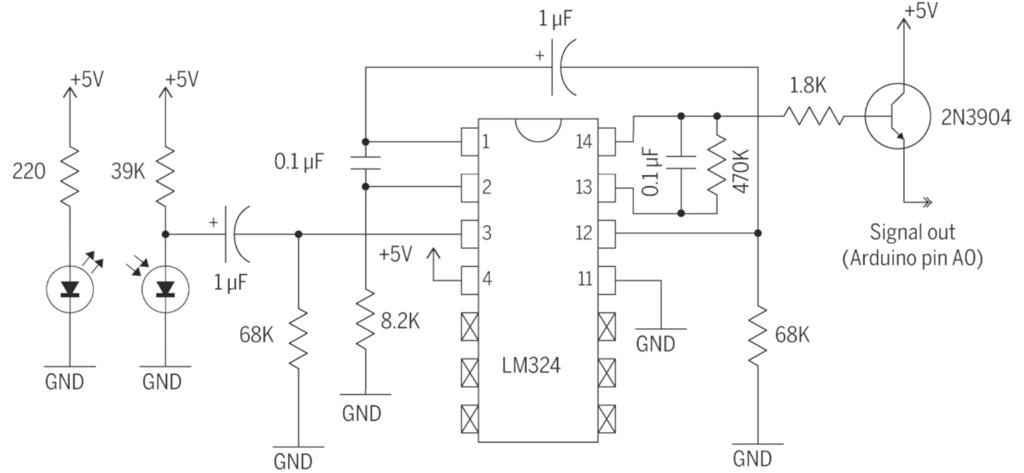 1 µF
+5V
+
+5V
+5V
1.8K
2N3904
220
39K
0.1 µF
1
14
0.1 µF
470K
2
13
+
3
12
Signal out
(Arduino pin A0)
+5V
1 µF
4
11
68K
8.2K
GND
68K
LM324
GND
GND
GND
GND
GND